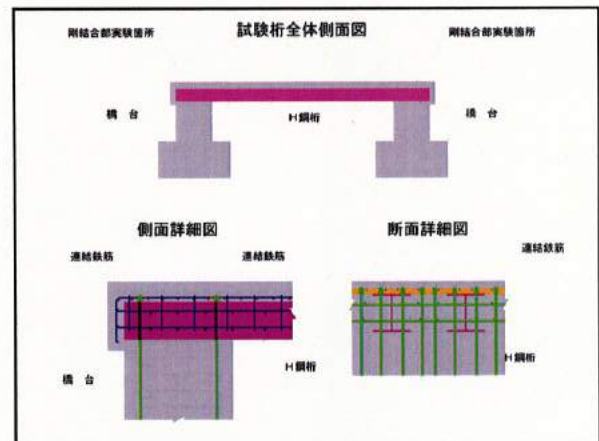 試験桁全体側面図
剛結合部実験箇所
剛結合部実験箇所
橋 台
H鋼桁
橋 台
側面詳細図
断面詳細図
連結鉄筋
連結鉄筋
連結鉄筋
橋 台
H鋼桁
H鋼桁